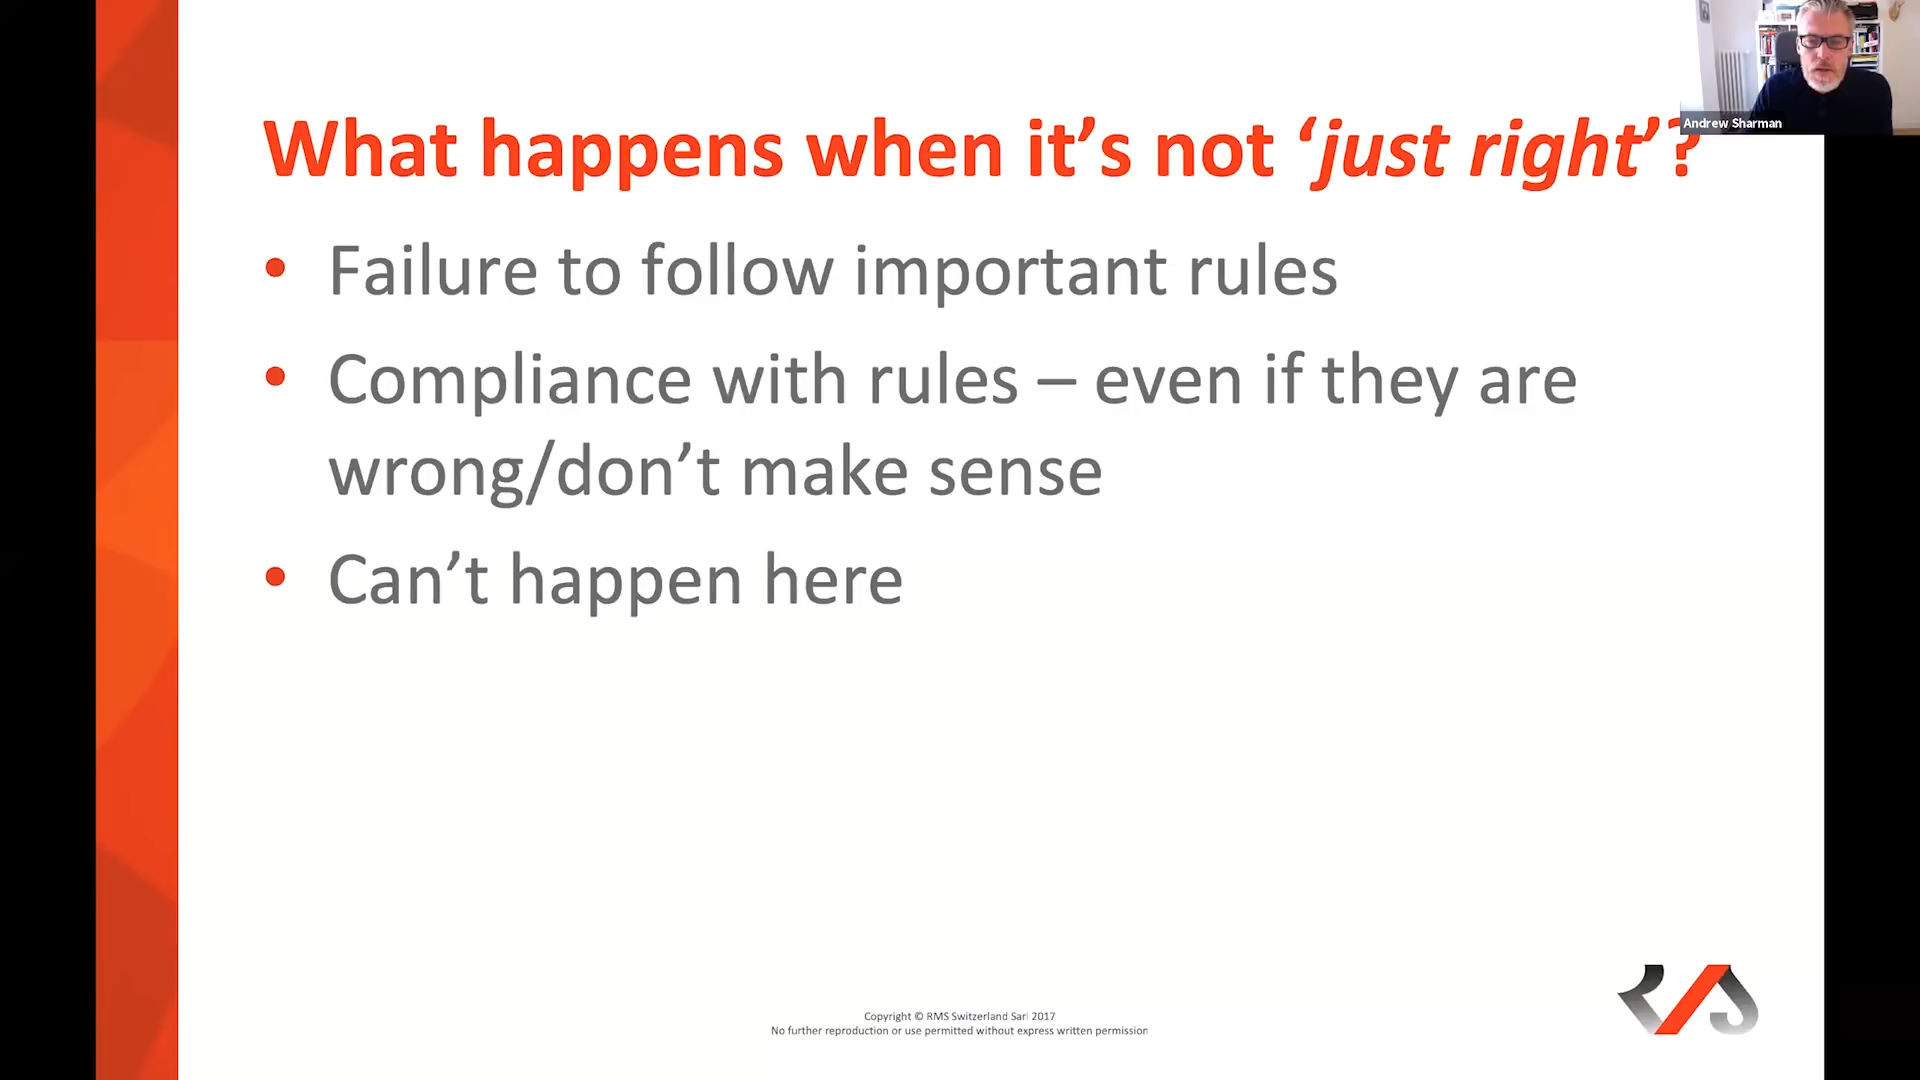 What happens when it’s not ‘just right’?
Andrew Sharman
• Failure to follow important rules
• Compliance with rules – even if they are
wrong/don’t make sense
• Can’t happen here
Copyright © RMS Switzerland Sarl 2017
No further reproduction or use permitted without express written permission